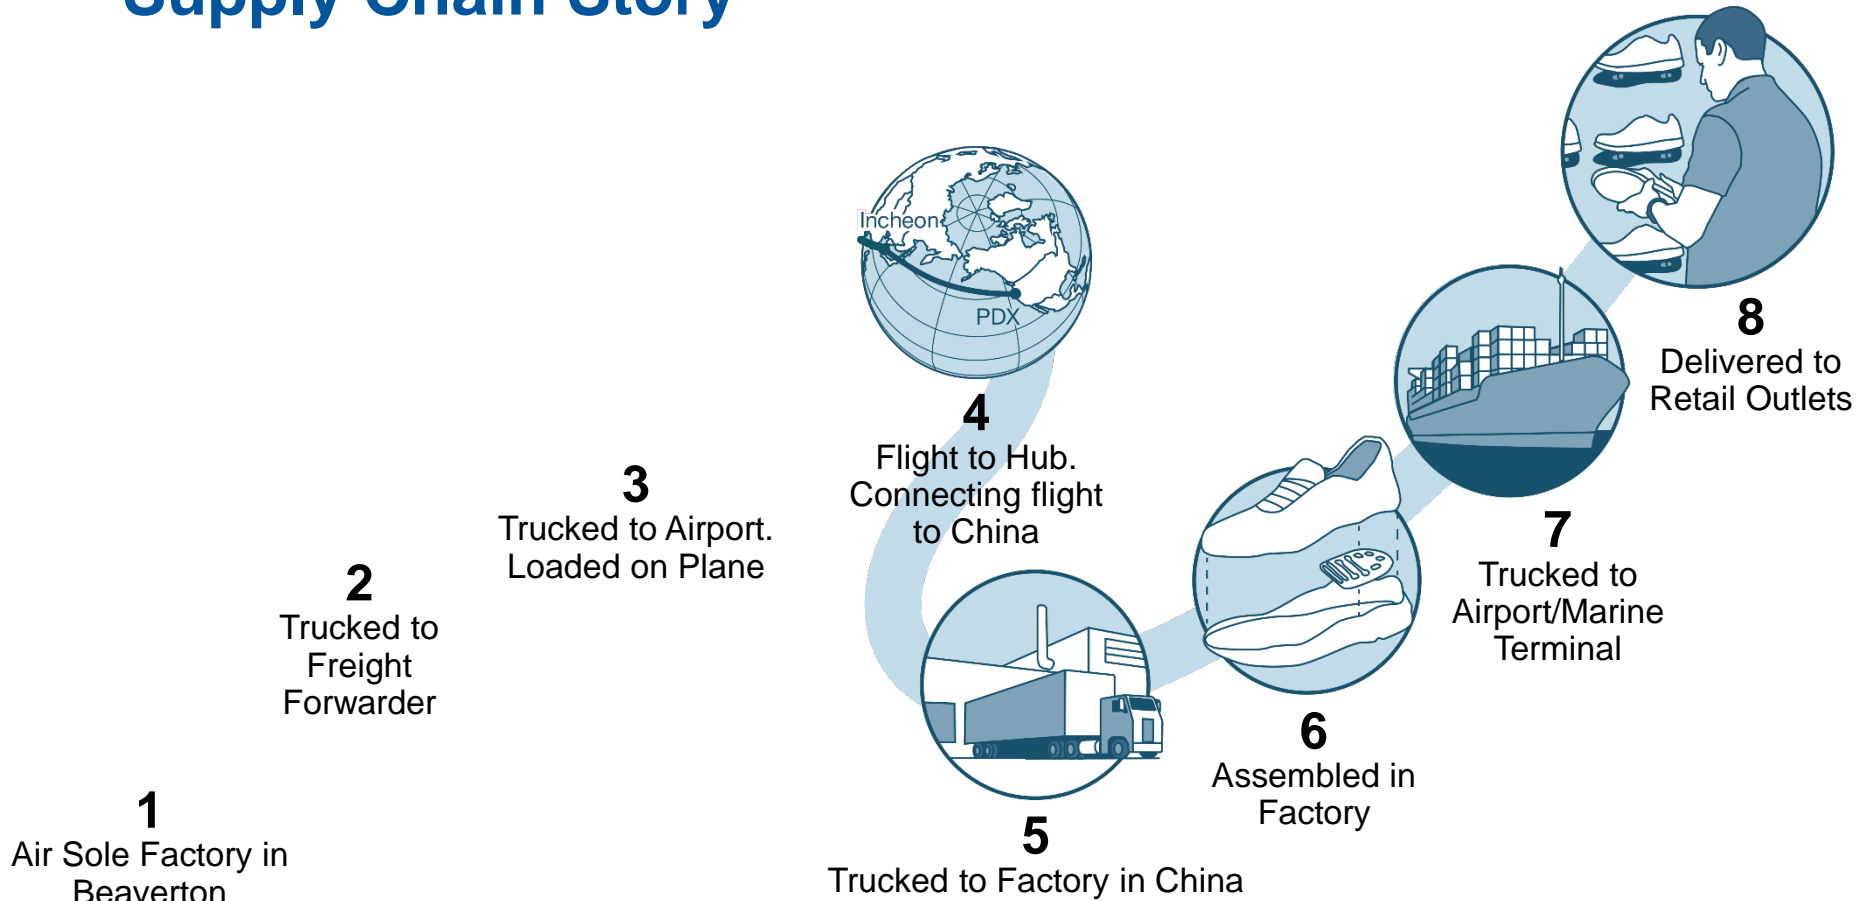 Supply Chain Story
Incheon
PDX
1
Air Sole Factory in
Beaverton
2
Trucked to
Freight
Forwarder
3
Trucked to Airport.
Loaded on Plane
4
Flight to Hub.
Connecting flight
to China
5
Trucked to Factory in China
6
Assembled in
Factory
7
Trucked to
Airport/Marine
Terminal
8
Delivered to
Retail Outlets